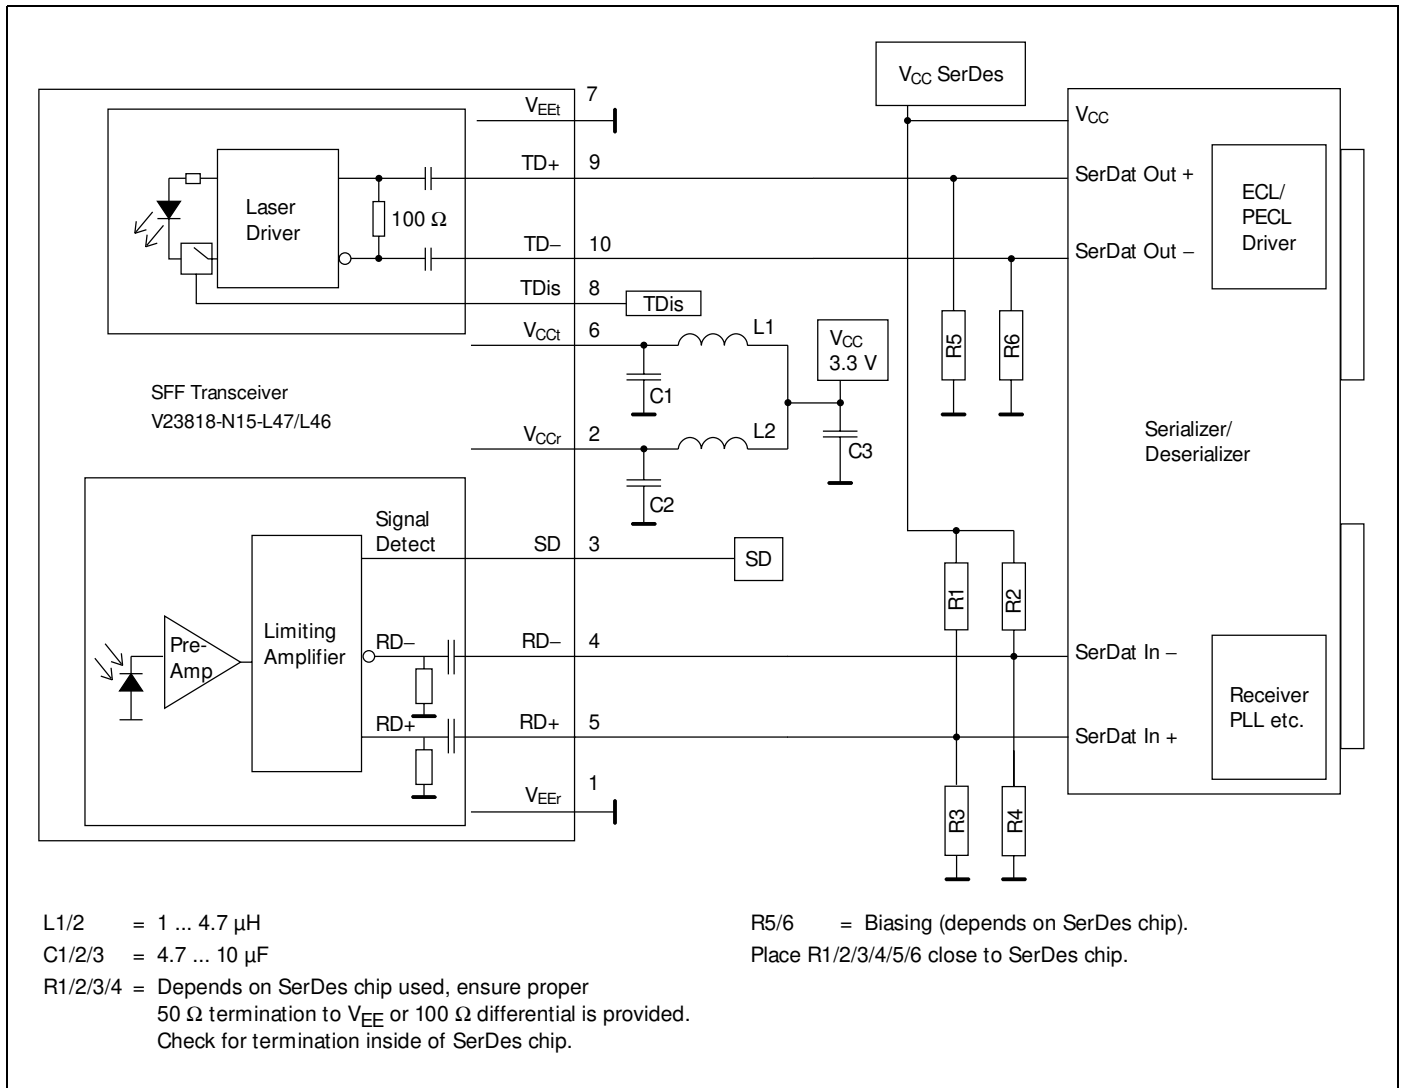 V_CC SerDes
7
V_EEt
V_CC
TD+ 9
SerDat Out +
Laser
Driver
100 Ω
ECL/
PECL
Driver
TD− 10
SerDat Out −
TDis 8
TDis
V_CCt 6
L1
V_CC
3.3 V
R5
R6
C1
SFF Transceiver
V23818-N15-L47/L46
V_CCr 2
L2
C3
Serializer/
Deserializer
C2
Signal
Detect
SD 3
SD
R1
R2
Pre-
Amp
Limiting
Amplifier
RD−
RD− 4
SerDat In −
RD+
RD+ 5
SerDat In +
Receiver
PLL etc.
1
V_EEr
R3
R4
L1/2 = 1 ... 4.7 µH
C1/2/3 = 4.7 ... 10 µF
R1/2/3/4 = Depends on SerDes chip used, ensure proper
50 Ω termination to V_EE or 100 Ω differential is provided.
Check for termination inside of SerDes chip.
R5/6 = Biasing (depends on SerDes chip).
Place R1/2/3/4/5/6 close to SerDes chip.